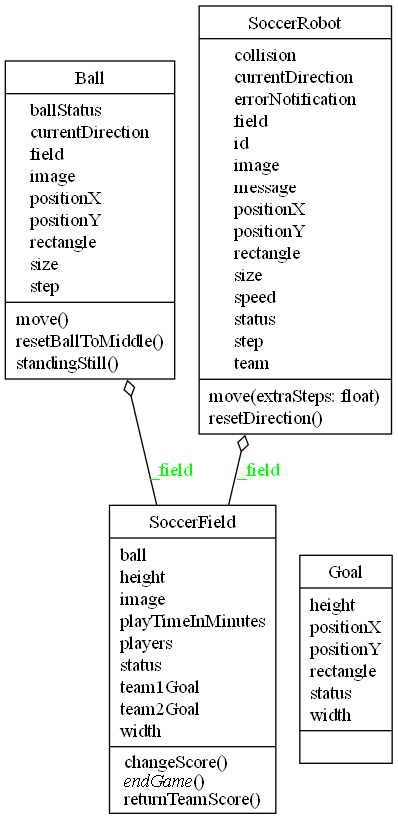 SoccerRobot
collision
currentDirection
errorNotification
field
id
image
message
positionX
positionY
rectangle
size
speed
status
step
team
move(extraSteps: float)
resetDirection()
Ball
ballStatus
currentDirection
field
image
positionX
positionY
rectangle
size
step
move()
resetBallToMiddle()
standingStill()
_field
_field
SoccerField
ball
height
image
playTimeInMinutes
players
status
team1Goal
team2Goal
width
changeScore()
endGame()
returnTeamScore()
Goal
height
positionX
positionY
rectangle
status
width